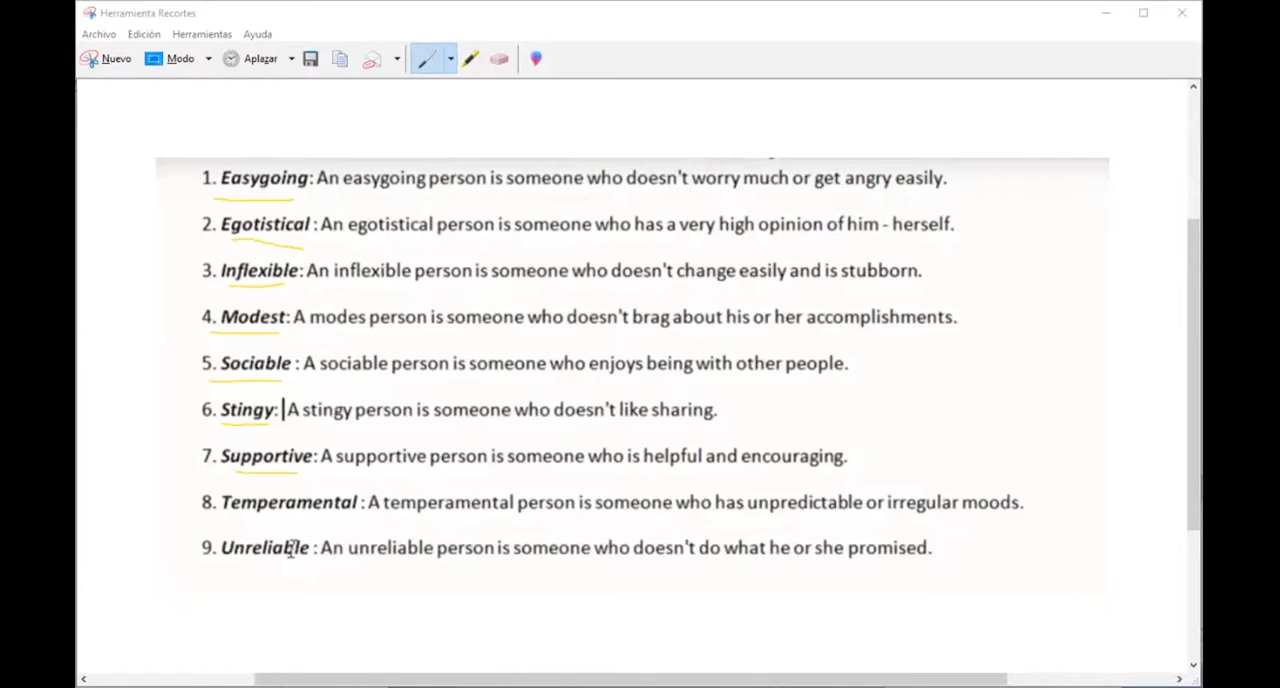 Herramienta Recortes
Archivo Edición Herramientas Ayuda
Nuevo Modo Aplazar
1. Easygoing: An easygoing person is someone who doesn't worry much or get angry easily.
2. Egotistical : An egotistical person is someone who has a very high opinion of him - herself.
3. Inflexible: An inflexible person is someone who doesn't change easily and is stubborn.
4. Modest: A modes person is someone who doesn't brag about his or her accomplishments.
5. Sociable : A sociable person is someone who enjoys being with other people.
6. Stingy: A stingy person is someone who doesn't like sharing.
7. Supportive: A supportive person is someone who is helpful and encouraging.
8. Temperamental : A temperamental person is someone who has unpredictable or irregular moods.
9. Unreliable : An unreliable person is someone who doesn't do what he or she promised.